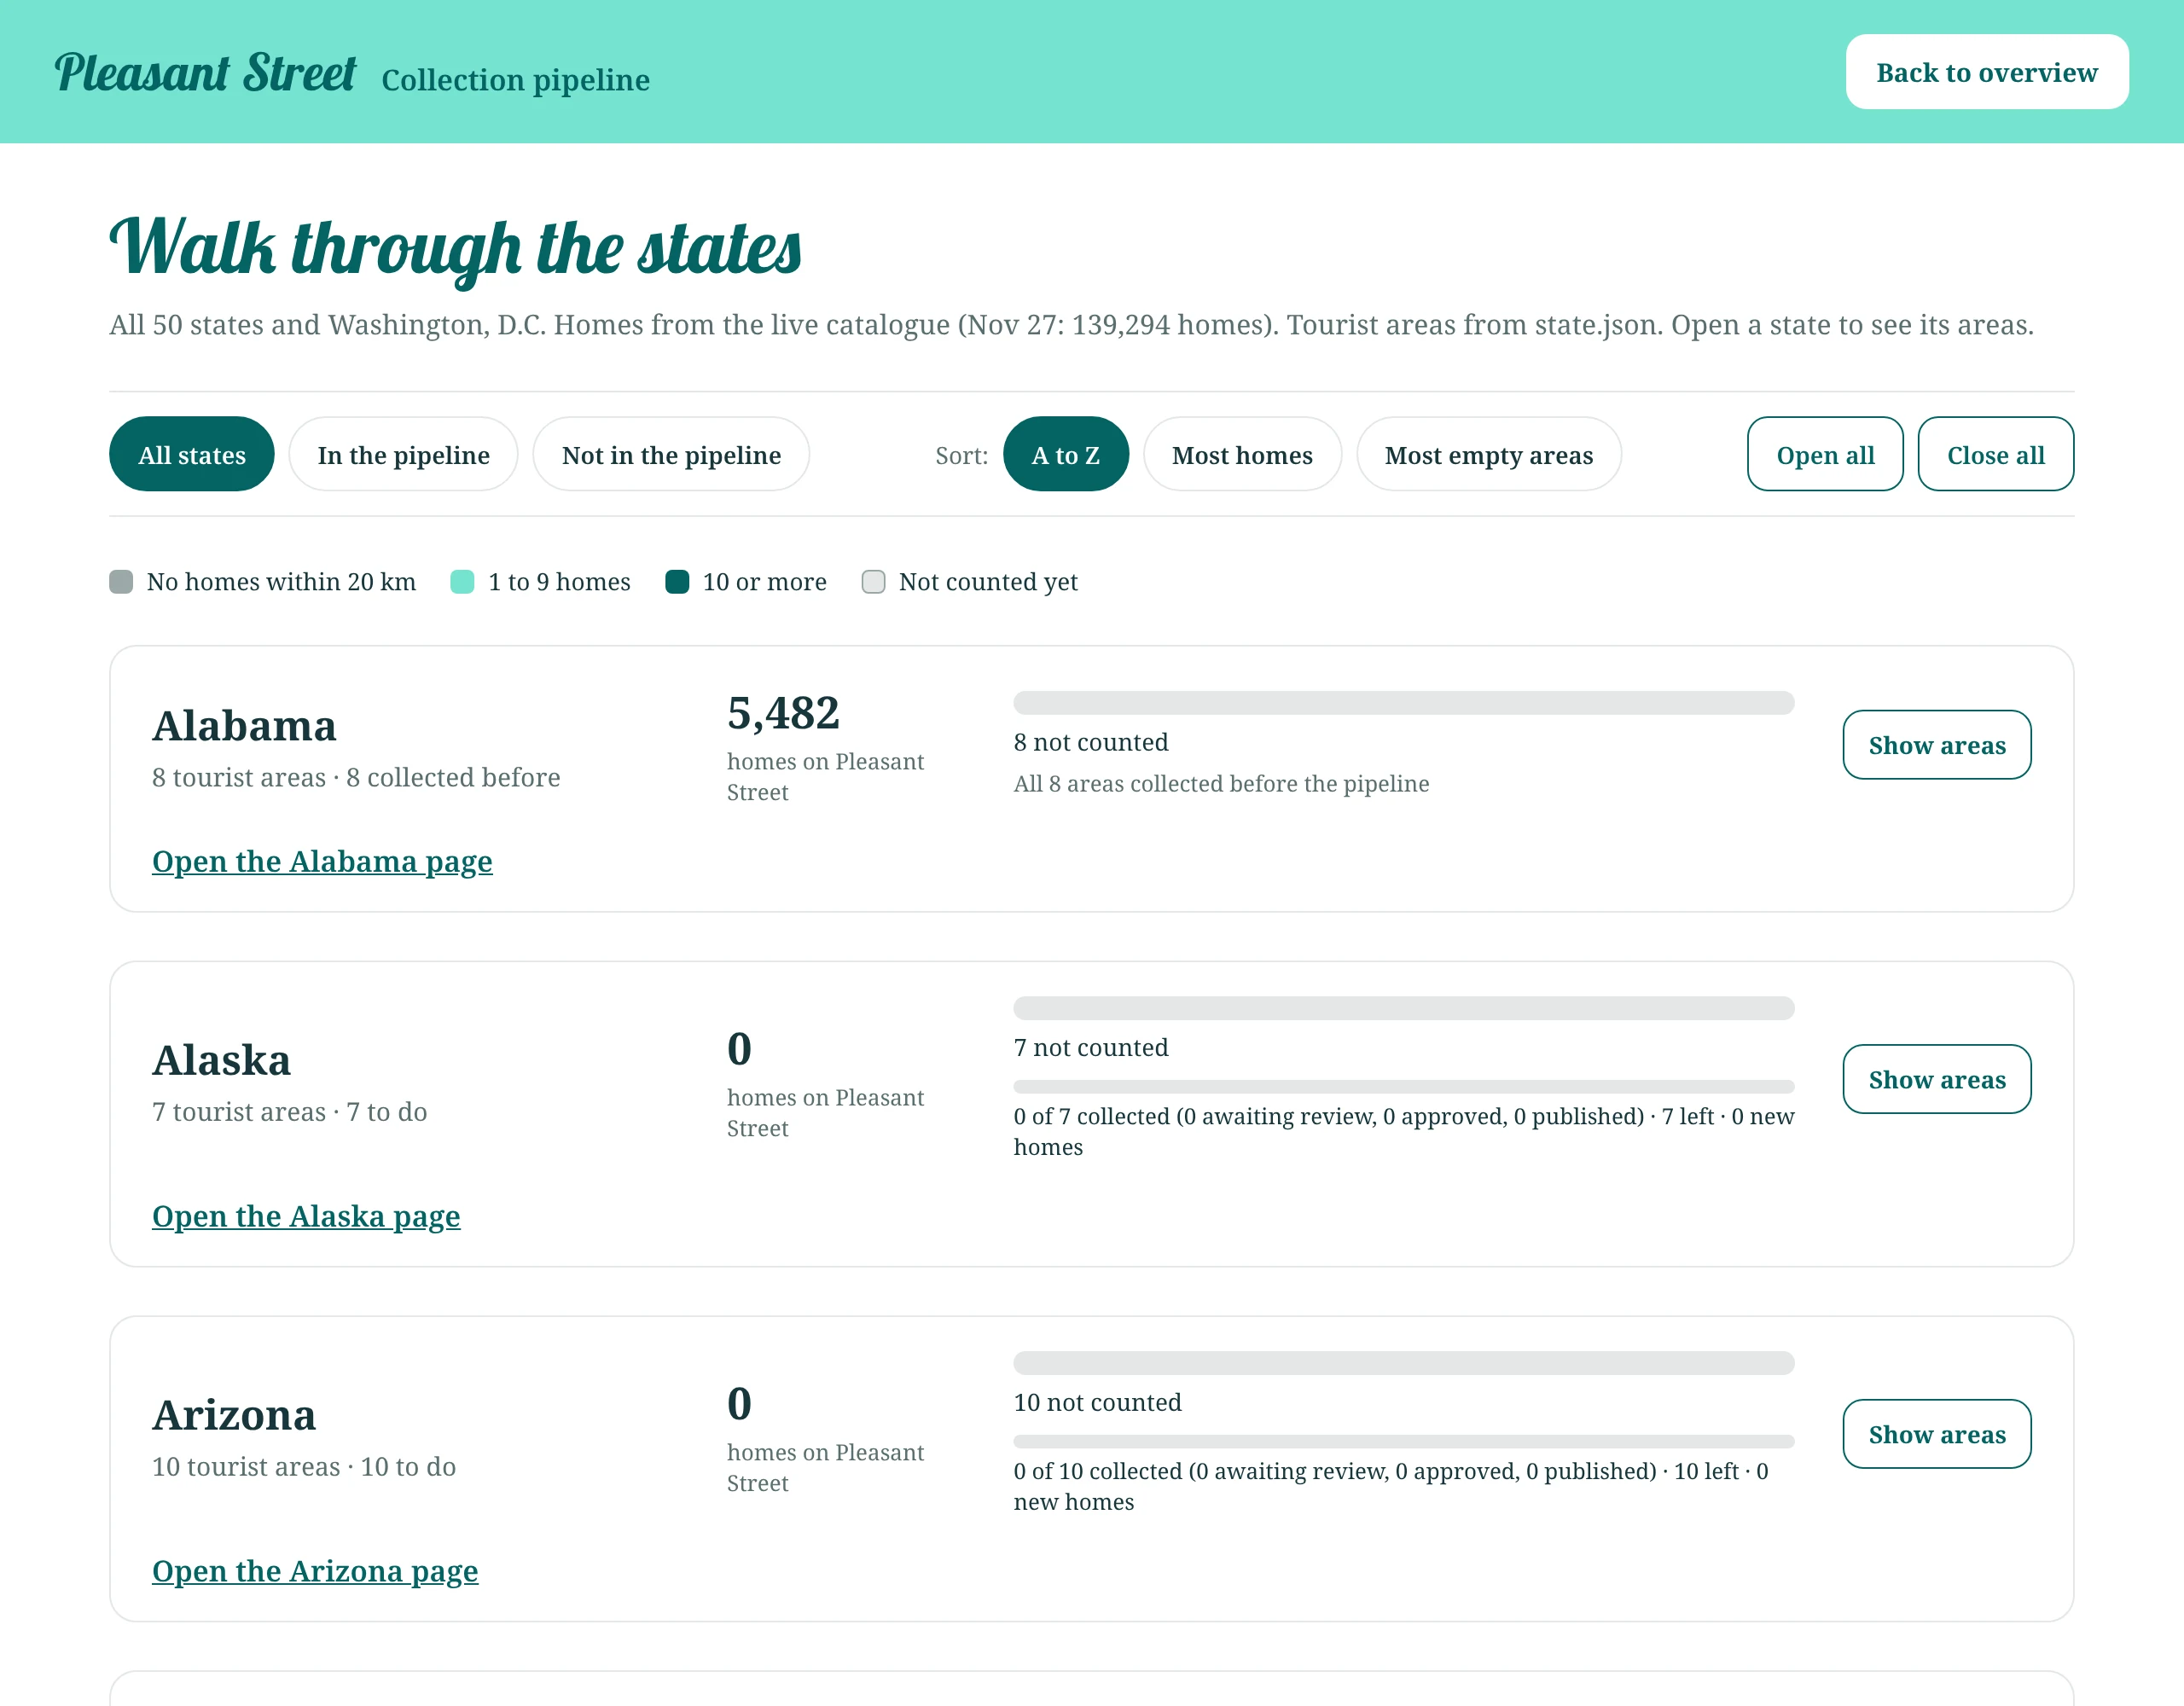 Pleasant Street Collection pipeline
Back to overview
Walk through the states
All 50 states and Washington, D.C. Homes from the live catalogue (Nov 27: 139,294 homes). Tourist areas from state.json. Open a state to see its areas.
All states
In the pipeline
Not in the pipeline
Sort:
A to Z
Most homes
Most empty areas
Open all
Close all
No homes within 20 km
1 to 9 homes
10 or more
Not counted yet
Alabama
8 tourist areas · 8 collected before
5,482
homes on Pleasant
Street
8 not counted
All 8 areas collected before the pipeline
Show areas
Open the Alabama page
Alaska
7 tourist areas · 7 to do
0
homes on Pleasant
Street
7 not counted
0 of 7 collected (0 awaiting review, 0 approved, 0 published) · 7 left · 0 new
homes
Show areas
Open the Alaska page
Arizona
10 tourist areas · 10 to do
0
homes on Pleasant
Street
10 not counted
0 of 10 collected (0 awaiting review, 0 approved, 0 published) · 10 left · 0
new homes
Show areas
Open the Arizona page